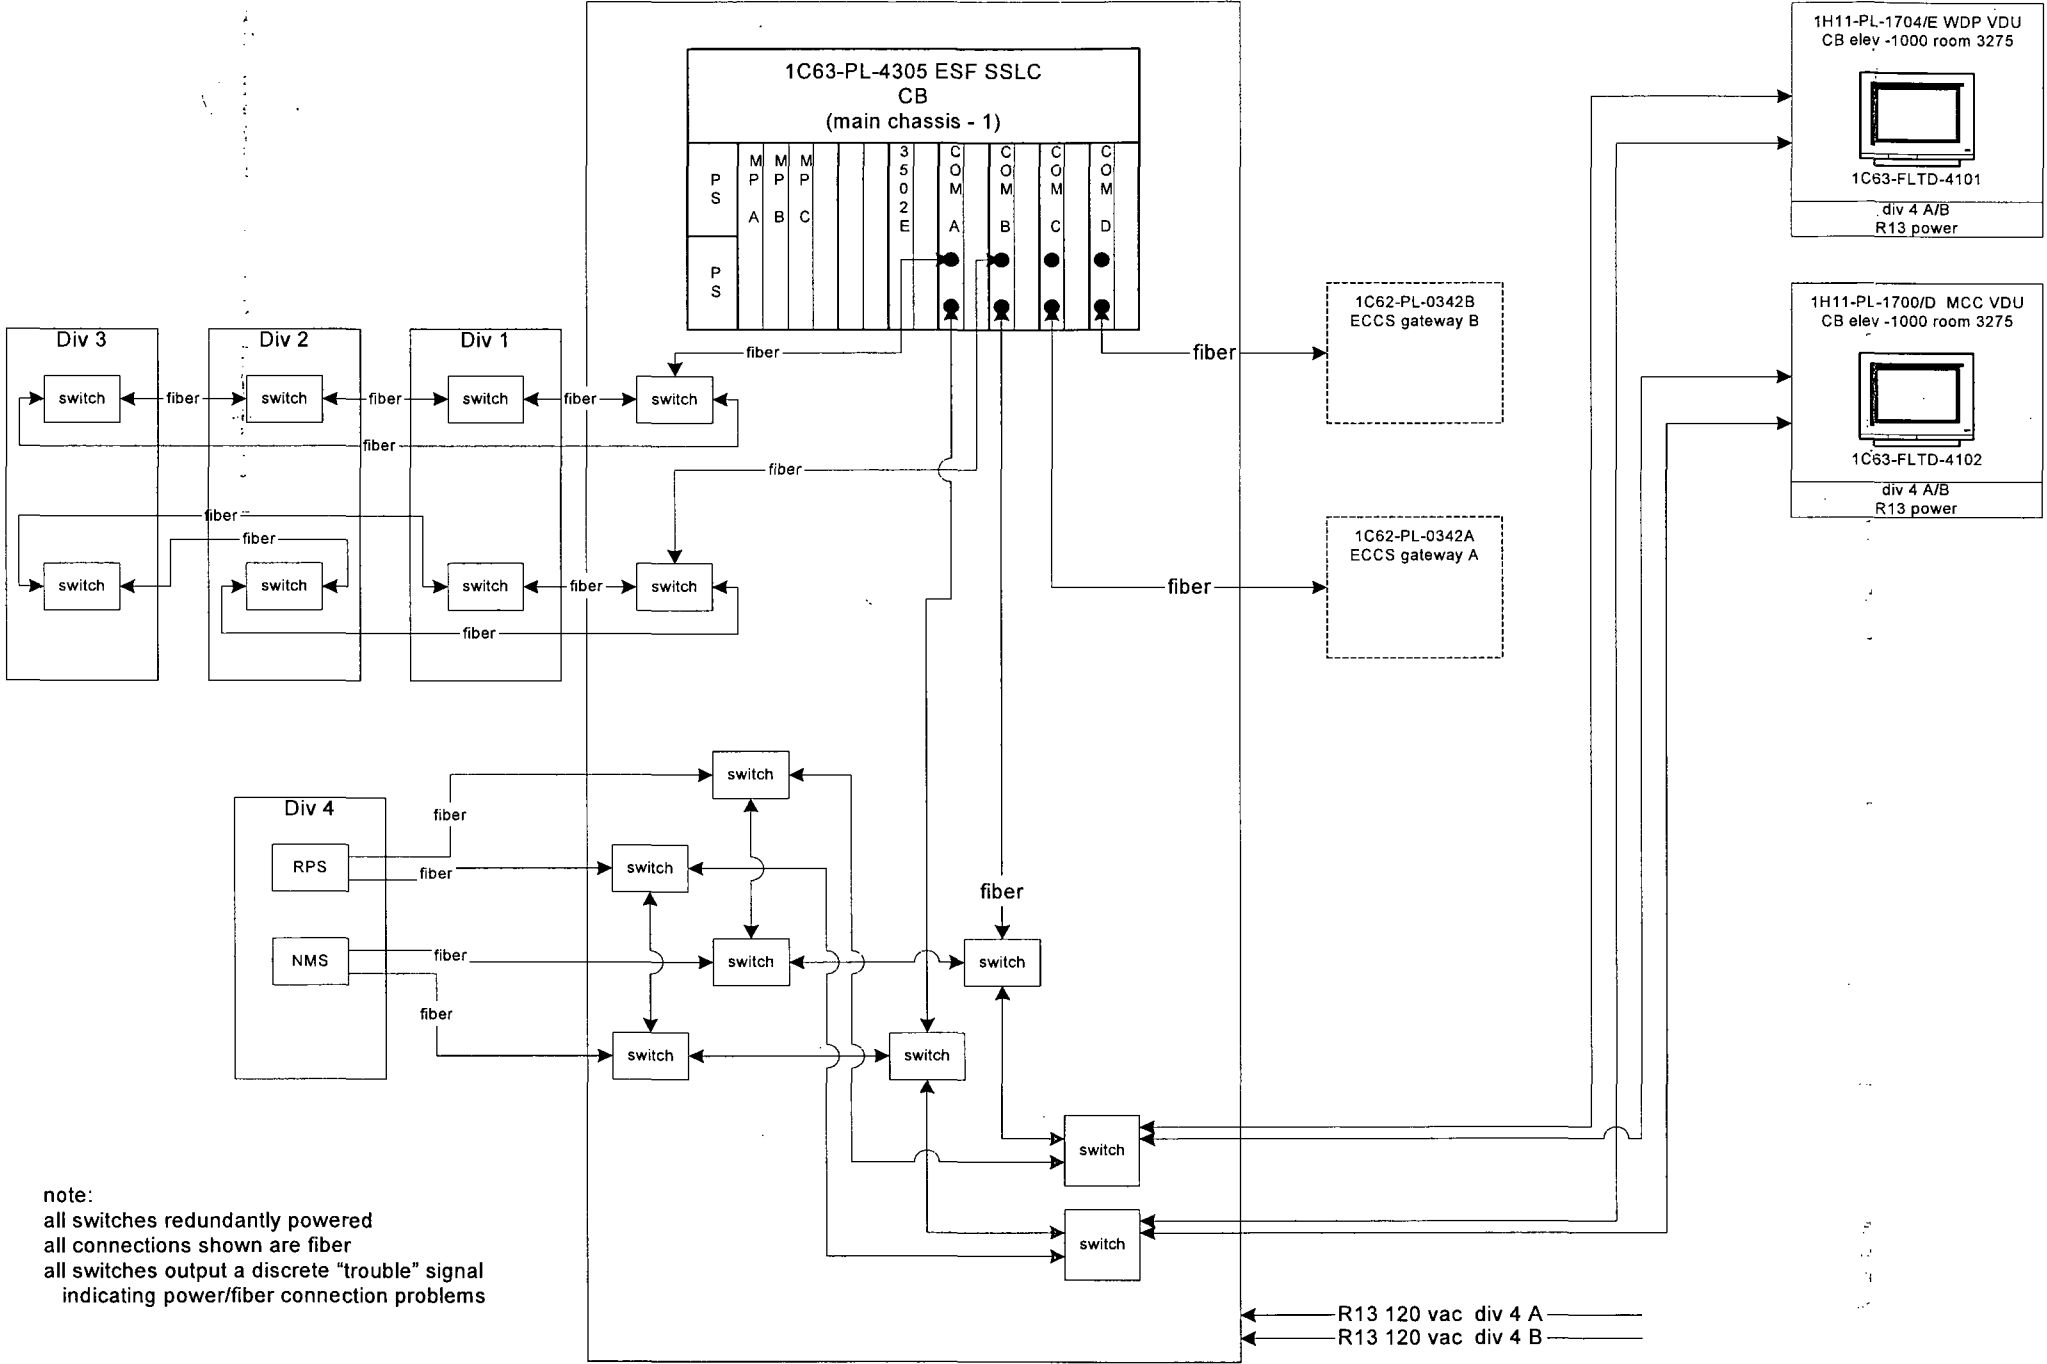 1C63-PL-4305 ESF SSLC
CB
(main chassis - 1)
PS
PS
MP A
MP B
MP C
3502E
COM A
COM B
COM C
COM D
1H11-PL-1704/E WDP VDU
CB elev -1000 room 3275
1C63-FLTD-4101
div 4 A/B
R13 power
1C62-PL-0342B
ECCS gateway B
1H11-PL-1700/D MCC VDU
CB elev -1000 room 3275
1C63-FLTD-4102
div 4 A/B
R13 power
1C62-PL-0342A
ECCS gateway A
Div 3
Div 2
Div 1
fiber
fiber
switch
fiber
switch
fiber
switch
fiber
switch
fiber
fiber
fiber
fiber
switch
switch
switch
fiber
switch
fiber
fiber
switch
Div 4
fiber
RPS
fiber
switch
fiber
NMS
fiber
switch
switch
fiber
switch
switch
switch
switch
note:
all switches redundantly powered
all connections shown are fiber
all switches output a discrete “trouble” signal
indicating power/fiber connection problems
R13 120 vac div 4 A
R13 120 vac div 4 B